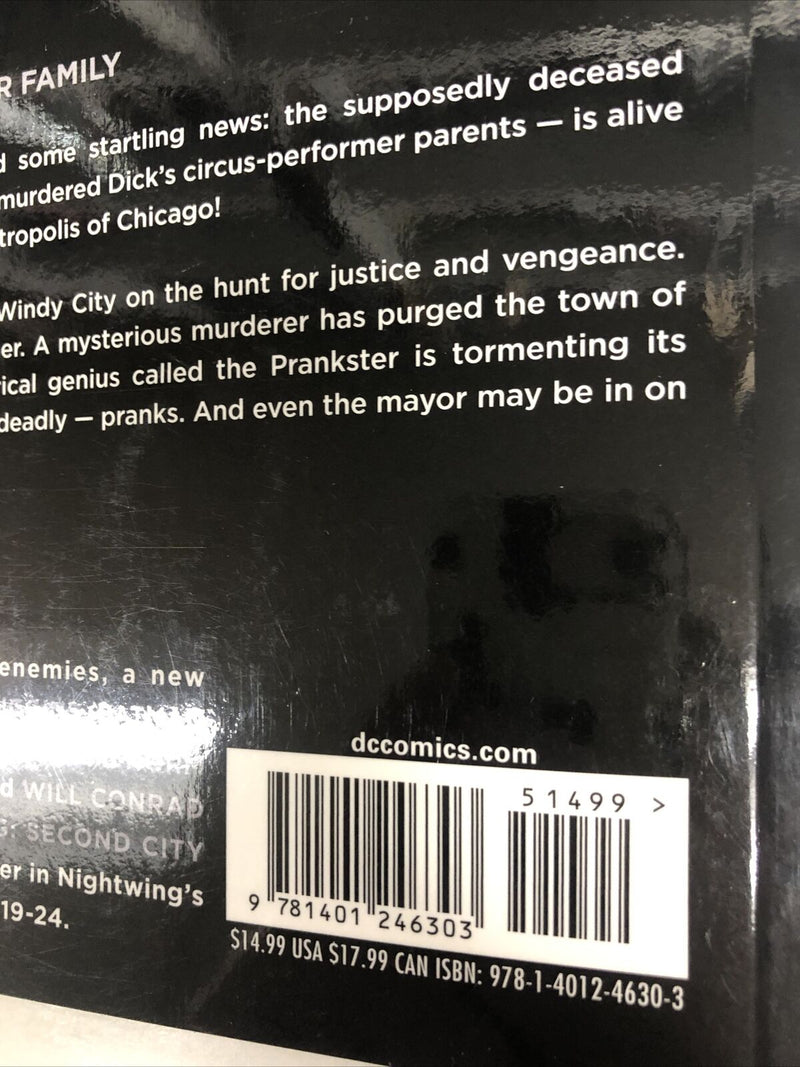 R FAMILY
d some startling news: the supposedly deceased
murdered Dick's circus-performer parents — is alive
tropolis of Chicago!
Windy City on the hunt for justice and vengeance.
er. A mysterious murderer has purged the town of
ical genius called the Prankster is tormenting its
deadly — pranks. And even the mayor may be in on
enemies, a new
dccomics.com
d WILL CONRAD
G: SECOND CITY
er in Nightwing's
19-24.
51499 >
9 781401 246303
$14.99 USA $17.99 CAN ISBN: 978-1-4012-4630-3